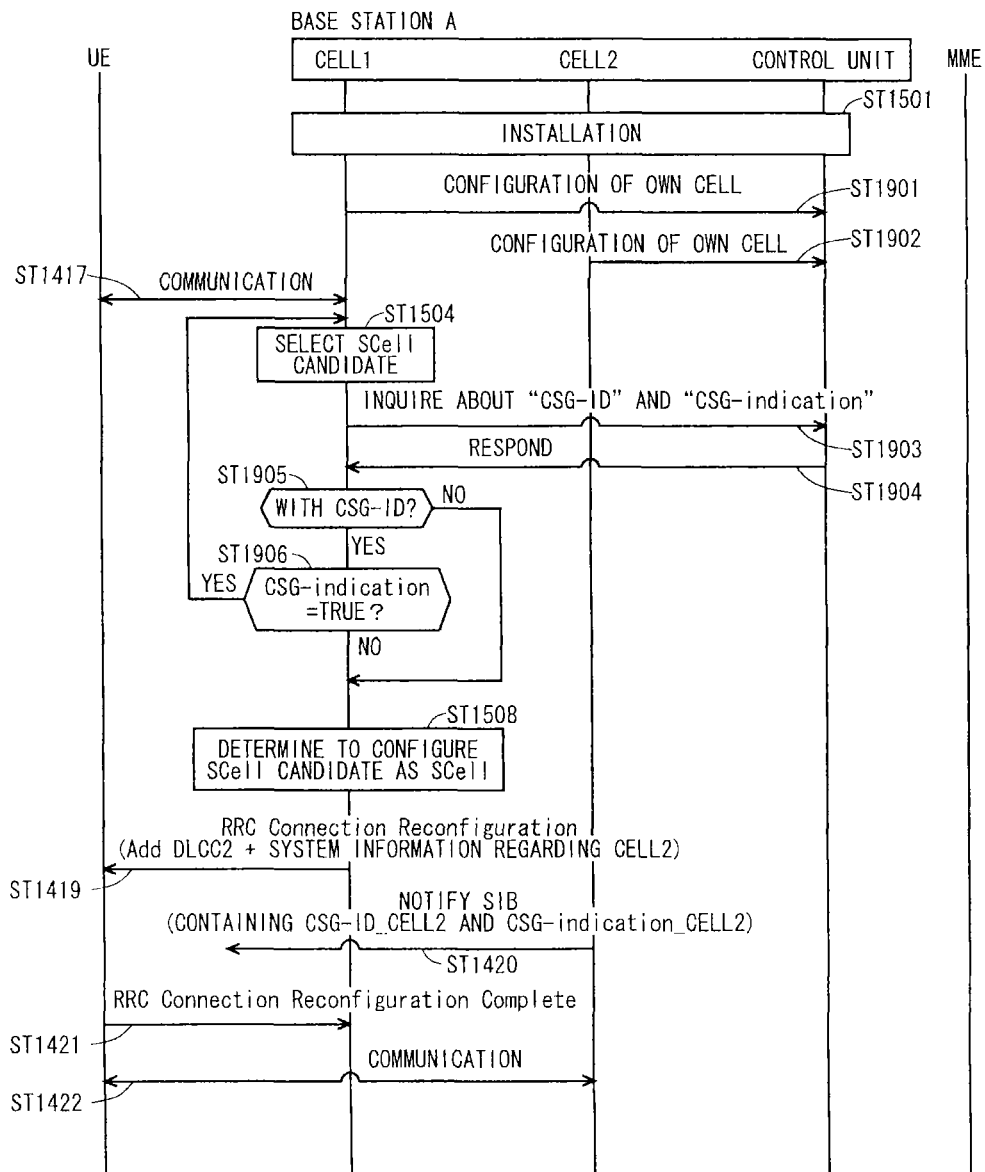 BASE STATION A
UE
CELL1
CELL2
CONTROL UNIT
MME
ST1501
INSTALLATION
CONFIGURATION OF OWN CELL
ST1901
CONFIGURATION OF OWN CELL
ST1902
ST1417
COMMUNICATION
ST1504
SELECT SCell
CANDIDATE
INQUIRE ABOUT “CSG-ID” AND “CSG-indication”
ST1903
RESPOND
ST1904
ST1905
WITH CSG-ID?
NO
YES
ST1906
YES
CSG-indication
=TRUE?
NO
ST1508
DETERMINE TO CONFIGURE
SCell CANDIDATE AS SCell
RRC Connection Reconfiguration
(Add DLCC2 + SYSTEM INFORMATION REGARDING CELL2)
ST1419
NOTIFY SIB
(CONTAINING CSG-ID_CELL2 AND CSG-indication_CELL2)
ST1420
RRC Connection Reconfiguration Complete
ST1421
COMMUNICATION
ST1422